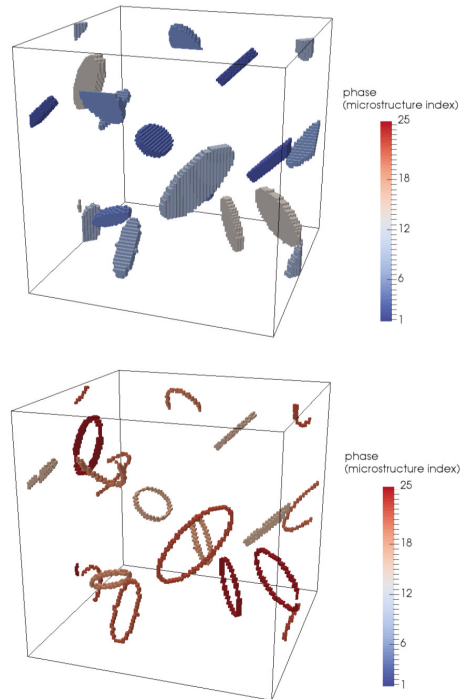 phase
(microstructure index)
25
18
12
6
1
phase
(microstructure index)
25
18
12
6
1